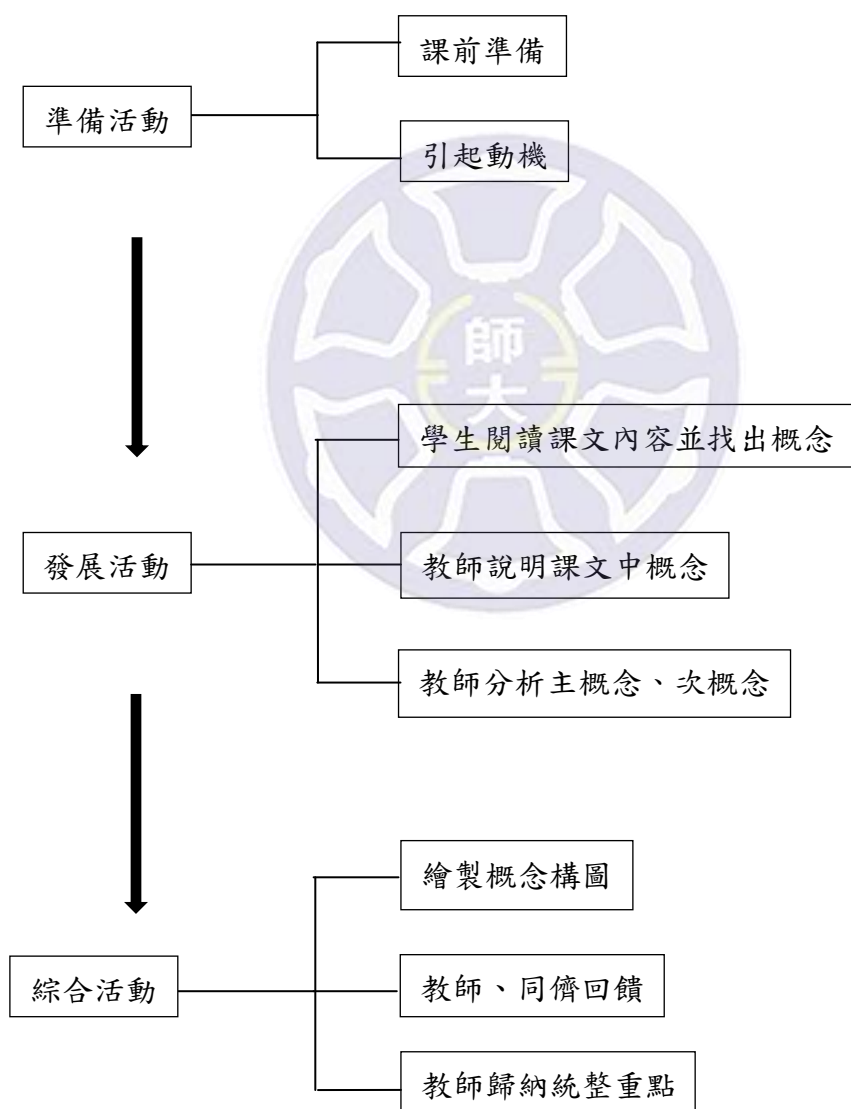 課前準備
準備活動
引起動機
師
大
學生閱讀課文內容並找出概念
發展活動
教師說明課文中概念
教師分析主概念、次概念
繪製概念構圖
綜合活動
教師、同儕回饋
教師歸納統整重點